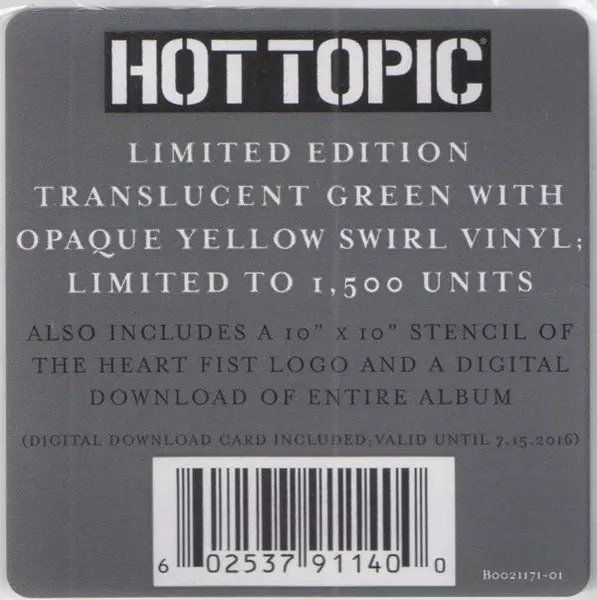 HOT TOPIC®
LIMITED EDITION
TRANSLUCENT GREEN WITH
OPAQUE YELLOW SWIRL VINYL;
LIMITED TO 1,500 UNITS
ALSO INCLUDES A 10" X 10" STENCIL OF
THE HEART FIST LOGO AND A DIGITAL
DOWNLOAD OF ENTIRE ALBUM
(DIGITAL DOWNLOAD CARD INCLUDED; VALID UNTIL 7.15.2016)
6 02537 91140 0
B0021171-01